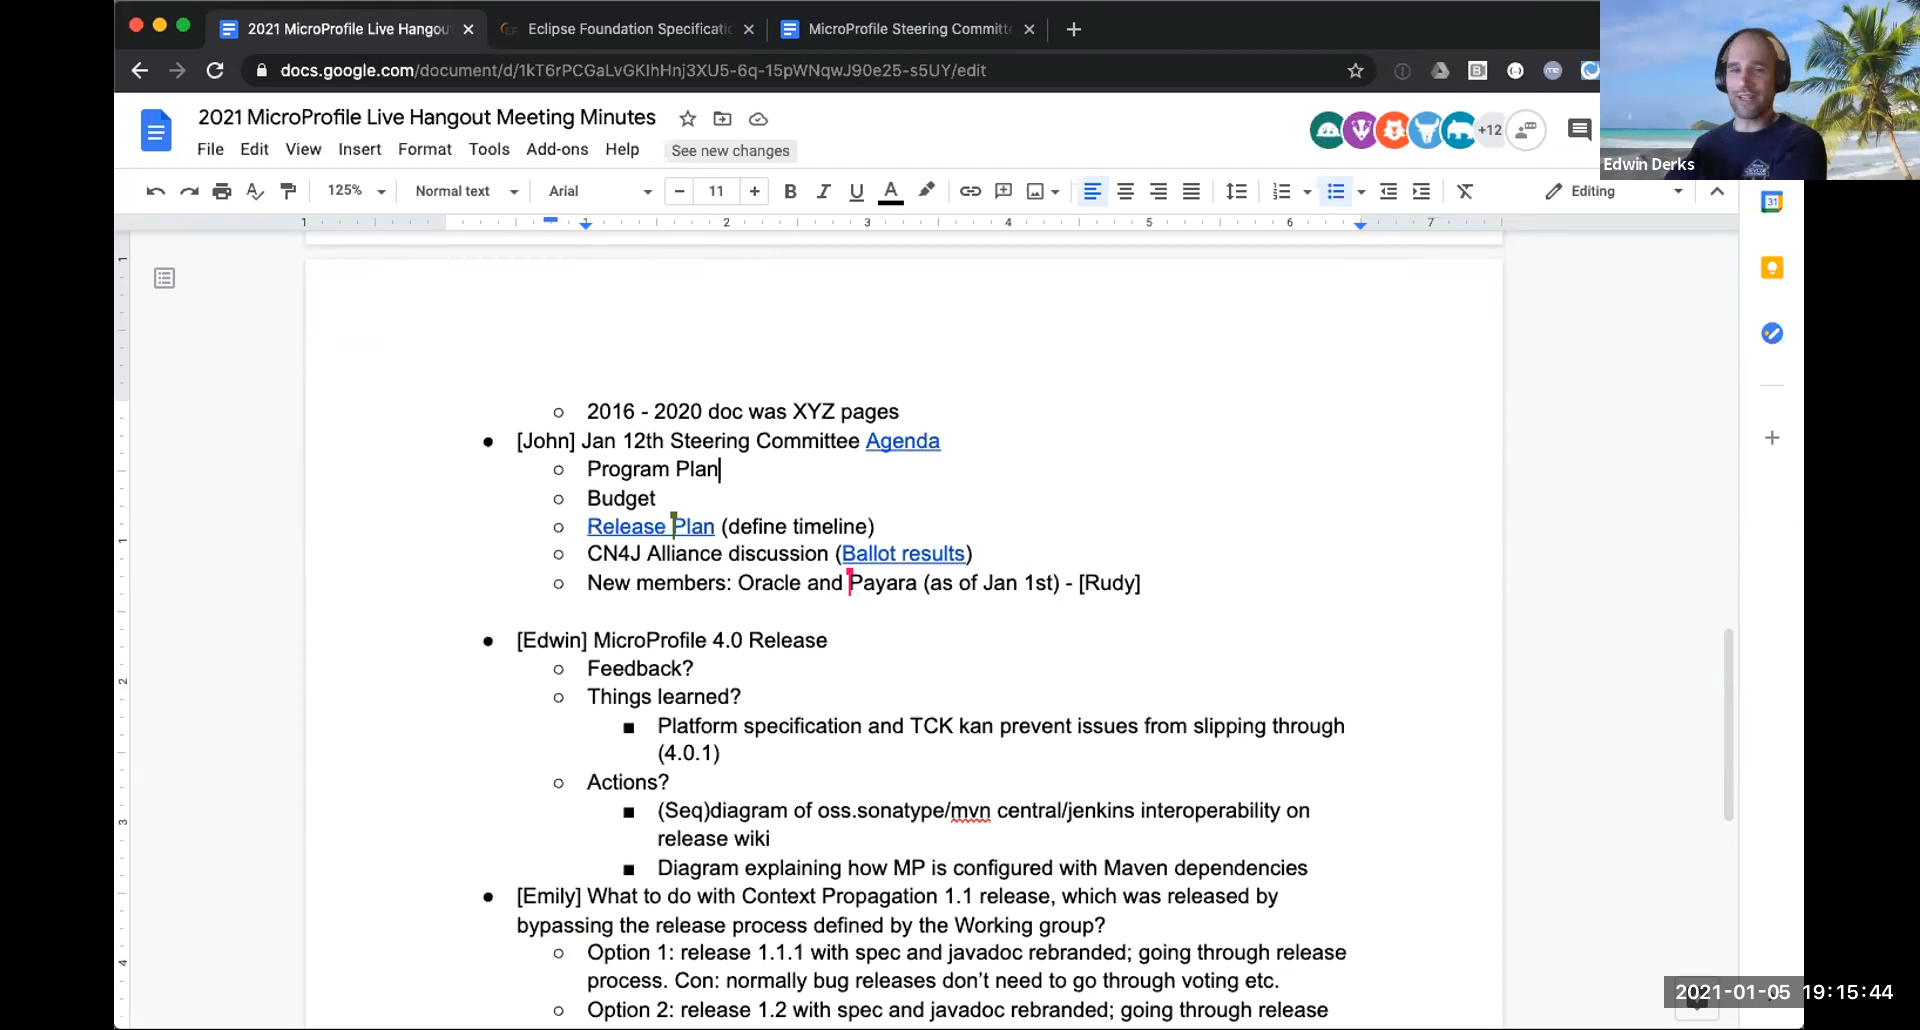 2021 MicroProfile Live Hangou
Eclipse Foundation Specificati
MicroProfile Steering Committ
docs.google.com/document/d/1kT6rPCGaLvGKIhHnj3XU5-6q-15pWNqwJ90e25-s5UY/edit
2021 MicroProfile Live Hangout Meeting Minutes
+12
Edwin Derks
File Edit View Insert Format Tools Add-ons Help See new changes
125% Normal text Arial 11 B I U A Editing
1 1 2 3 4 5 6 7
31
2016 - 2020 doc was XYZ pages
[John] Jan 12th Steering Committee Agenda
Program Plan
Budget
Release Plan (define timeline)
CN4J Alliance discussion (Ballot results)
New members: Oracle and Payara (as of Jan 1st) - [Rudy]
[Edwin] MicroProfile 4.0 Release
Feedback?
Things learned?
Platform specification and TCK kan prevent issues from slipping through
(4.0.1)
Actions?
(Seq)diagram of oss.sonatype/mvn central/jenkins interoperability on
release wiki
Diagram explaining how MP is configured with Maven dependencies
[Emily] What to do with Context Propagation 1.1 release, which was released by
bypassing the release process defined by the Working group?
Option 1: release 1.1.1 with spec and javadoc rebranded; going through release
process. Con: normally bug releases don’t need to go through voting etc.
Option 2: release 1.2 with spec and javadoc rebranded; going through release
2021-01-05 19:15:44